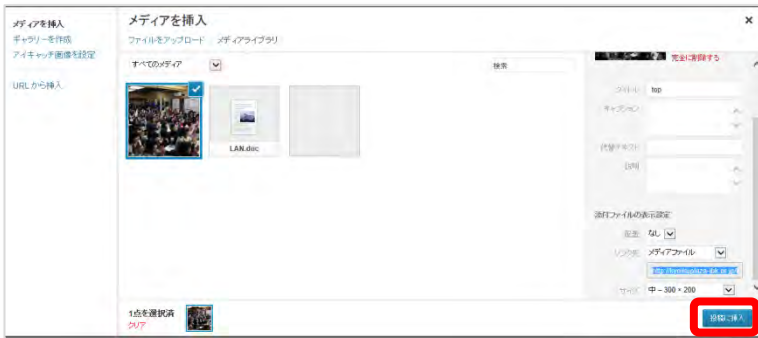 メディアを挿入
ギャラリーを作成
アイキャッチ画像を設定
URL から挿入
メディアを挿入
×
ファイルをアップロード
メディアライブラリ
すべてのメディア
検索
LAN.doc
完全に削除する
タイトル
top
キャプション
代替テキスト
説明
添付ファイルの表示設定
配置
なし
リンク先
メディアファイル
サイズ
中 – 300 × 200
1点を選択済
クリア
投稿に挿入